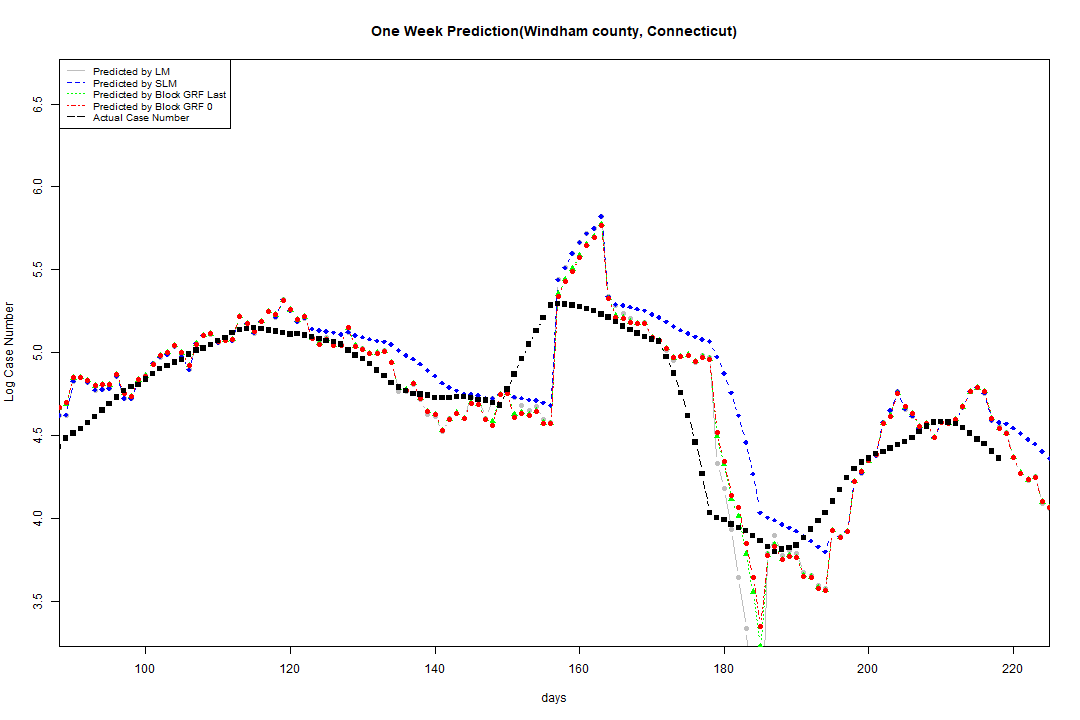 One Week Prediction(Windham county, Connecticut)
Predicted by LM
Predicted by SLM
Predicted by Block GRF Last
Predicted by Block GRF 0
Actual Case Number
6.5
6.0
5.5
5.0
4.5
4.0
3.5
Log Case Number
100 120 140 160 180 200 220
days